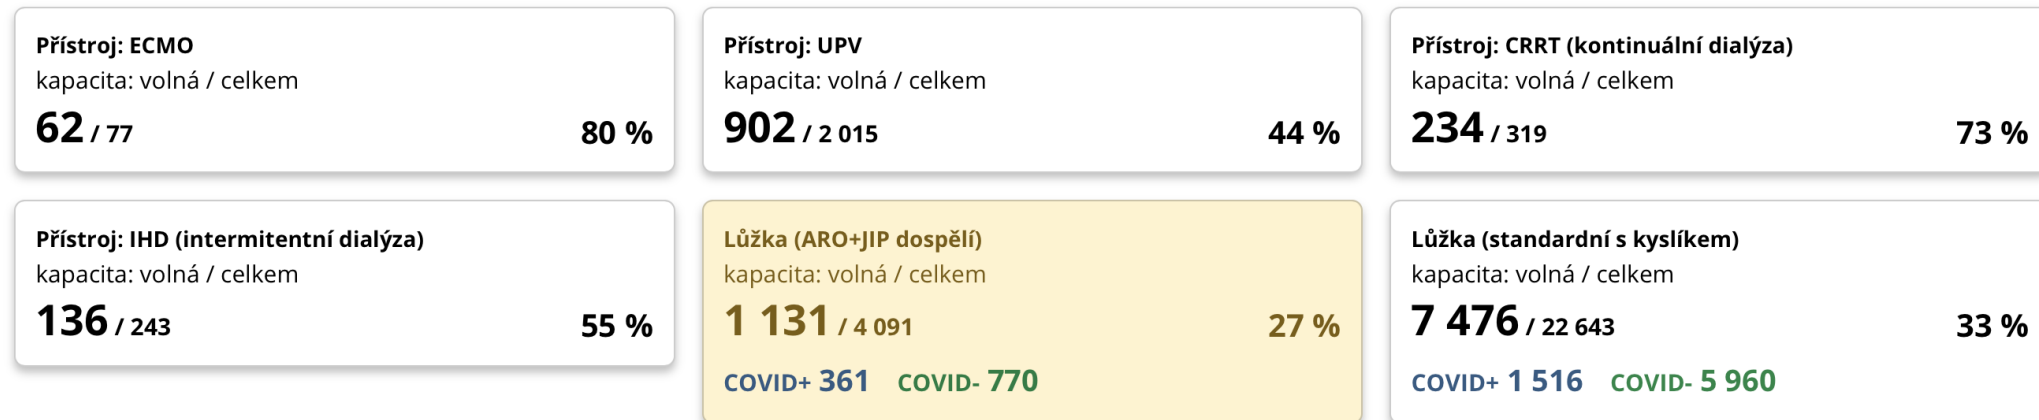 Přístroj: ECMO
kapacita: volná / celkem
62 / 77 80 %
Přístroj: UPV
kapacita: volná / celkem
902 / 2 015 44 %
Přístroj: CRRT (kontinuální dialýza)
kapacita: volná / celkem
234 / 319 73 %
Přístroj: IHD (intermitentní dialýza)
kapacita: volná / celkem
136 / 243 55 %
Lůžka (ARO+JIP dospělí)
kapacita: volná / celkem
1 131 / 4 091 27 %
COVID+ 361 COVID- 770
Lůžka (standardní s kyslíkem)
kapacita: volná / celkem
7 476 / 22 643 33 %
COVID+ 1 516 COVID- 5 960